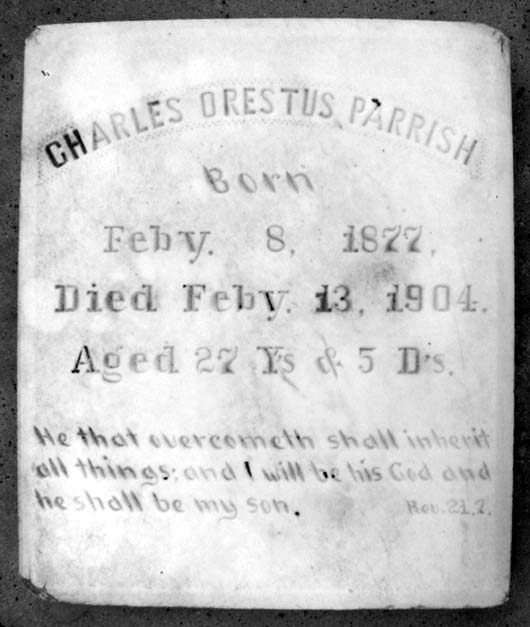 CHARLES ORESTUS PARRISH
Born
Feby. 8, 1877.
Died Feby. 13, 1904.
Aged 27 Ys & 5 D's.
He that overcometh shall inherit
all things; and I will be his God and
he shall be my son. Rev. 21, 7.